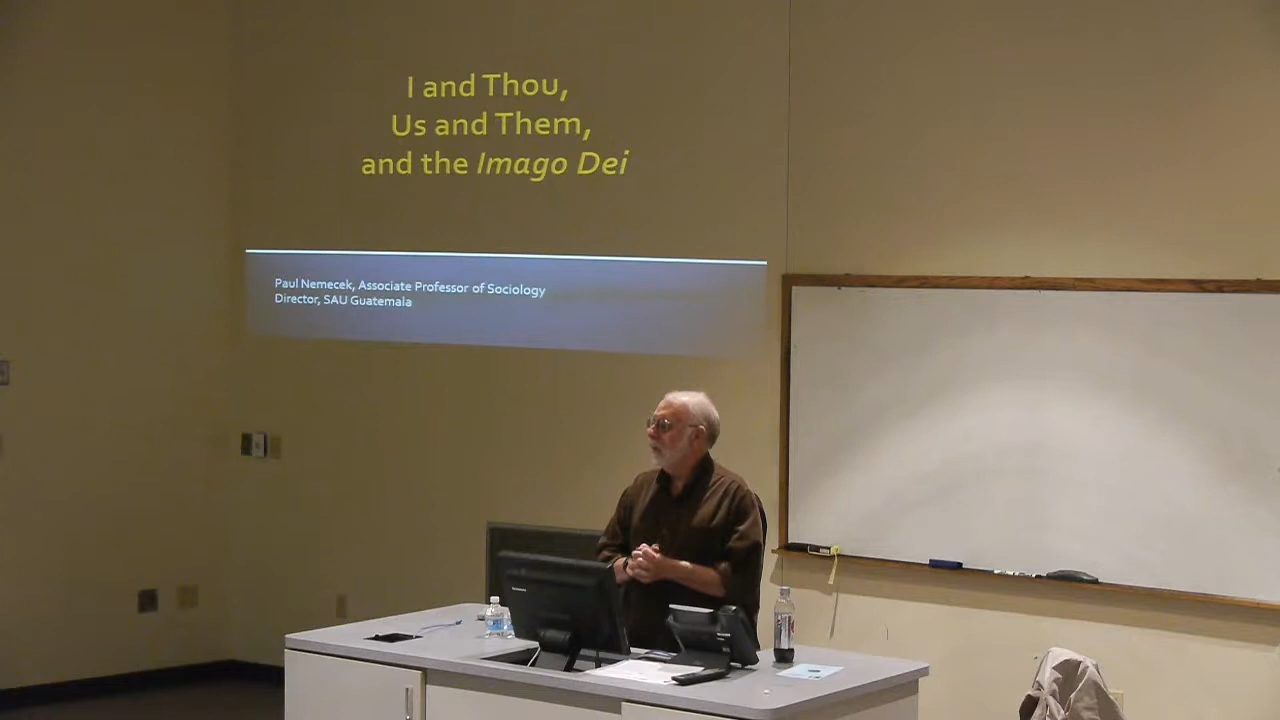 I and Thou,
Us and Them,
and the Imago Dei
Paul Nemecek, Associate Professor of Sociology
Director, SAU Guatemala